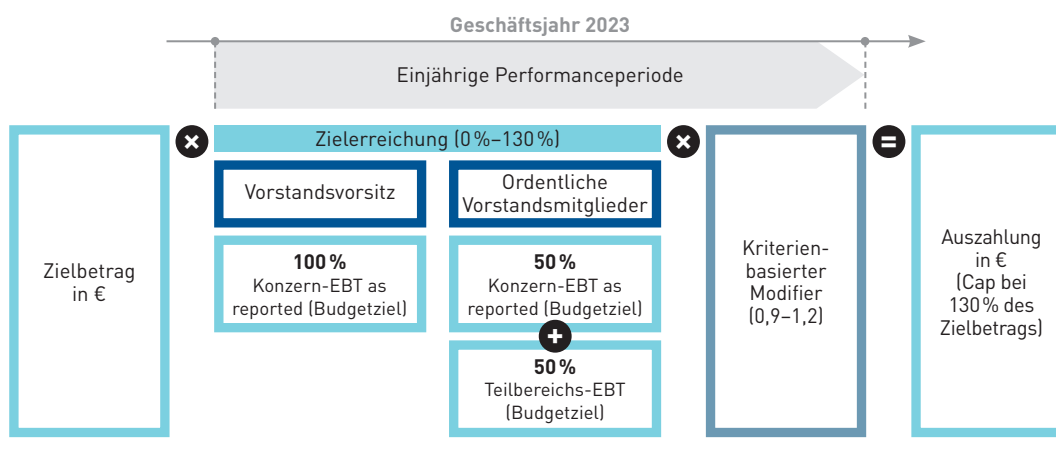 Geschäftsjahr 2023
Einjährige Performanceperiode
Zielbetrag
in €
×
Zielerreichung (0 %–130 %)
Vorstandsvorsitz
100 %
Konzern-EBT as
reported (Budgetziel)
Ordentliche
Vorstandsmitglieder
50 %
Konzern-EBT as
reported (Budgetziel)
+
50 %
Teilbereichs-EBT
(Budgetziel)
×
Kriterien-
basierter
Modifier
(0,9–1,2)
=
Auszahlung
in €
(Cap bei
130 % des
Zielbetrags)